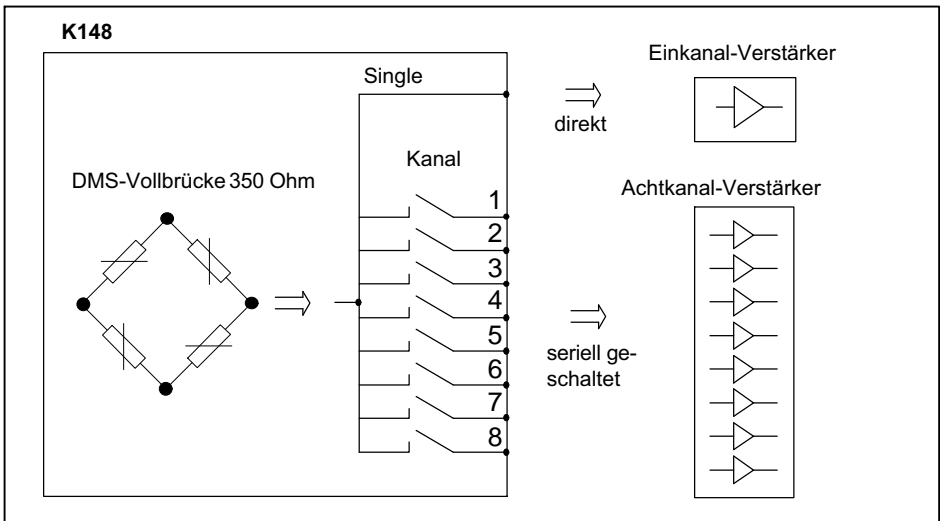 K148
Single
Einkanal-Verstärker
direkt
Kanal
DMS-Vollbrücke 350 Ohm
Achtkanal-Verstärker
1
2
3
4
5
6
7
8
seriell ge-
schaltet